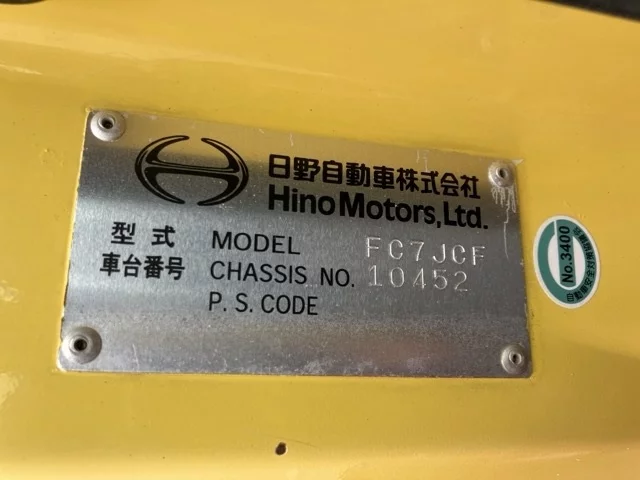 日野自動車株式会社
Hino Motors, Ltd.
型式 MODEL FC7JCF
車台番号 CHASSIS NO. 10452
P. S. CODE
No.3400